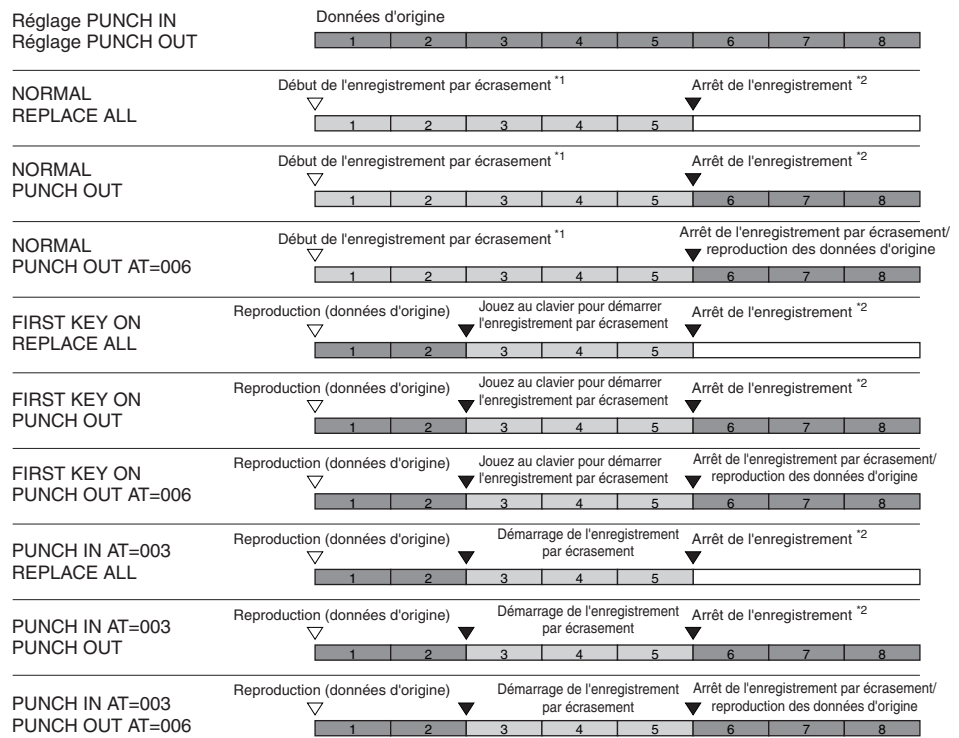 Réglage PUNCH IN
Réglage PUNCH OUT
Données d'origine
1 2 3 4 5 6 7 8
NORMAL
REPLACE ALL
Début de l'enregistrement par écrasement *1
Arrêt de l'enregistrement *2
1 2 3 4 5
NORMAL
PUNCH OUT
Début de l'enregistrement par écrasement *1
Arrêt de l'enregistrement *2
1 2 3 4 5 6 7 8
NORMAL
PUNCH OUT AT=006
Début de l'enregistrement par écrasement *1
Arrêt de l'enregistrement par écrasement/
reproduction des données d'origine
1 2 3 4 5 6 7 8
FIRST KEY ON
REPLACE ALL
Reproduction (données d'origine)
Jouez au clavier pour démarrer
l'enregistrement par écrasement
Arrêt de l'enregistrement *2
1 2 3 4 5
FIRST KEY ON
PUNCH OUT
Reproduction (données d'origine)
Jouez au clavier pour démarrer
l'enregistrement par écrasement
Arrêt de l'enregistrement *2
1 2 3 4 5 6 7 8
FIRST KEY ON
PUNCH OUT AT=006
Reproduction (données d'origine)
Jouez au clavier pour démarrer
l'enregistrement par écrasement
Arrêt de l'enregistrement par écrasement/
reproduction des données d'origine
1 2 3 4 5 6 7 8
PUNCH IN AT=003
REPLACE ALL
Reproduction (données d'origine)
Démarrage de l'enregistrement
par écrasement
Arrêt de l'enregistrement *2
1 2 3 4 5
PUNCH IN AT=003
PUNCH OUT
Reproduction (données d'origine)
Démarrage de l'enregistrement
par écrasement
Arrêt de l'enregistrement *2
1 2 3 4 5 6 7 8
PUNCH IN AT=003
PUNCH OUT AT=006
Reproduction (données d'origine)
Démarrage de l'enregistrement
par écrasement
Arrêt de l'enregistrement par écrasement/
reproduction des données d'origine
1 2 3 4 5 6 7 8